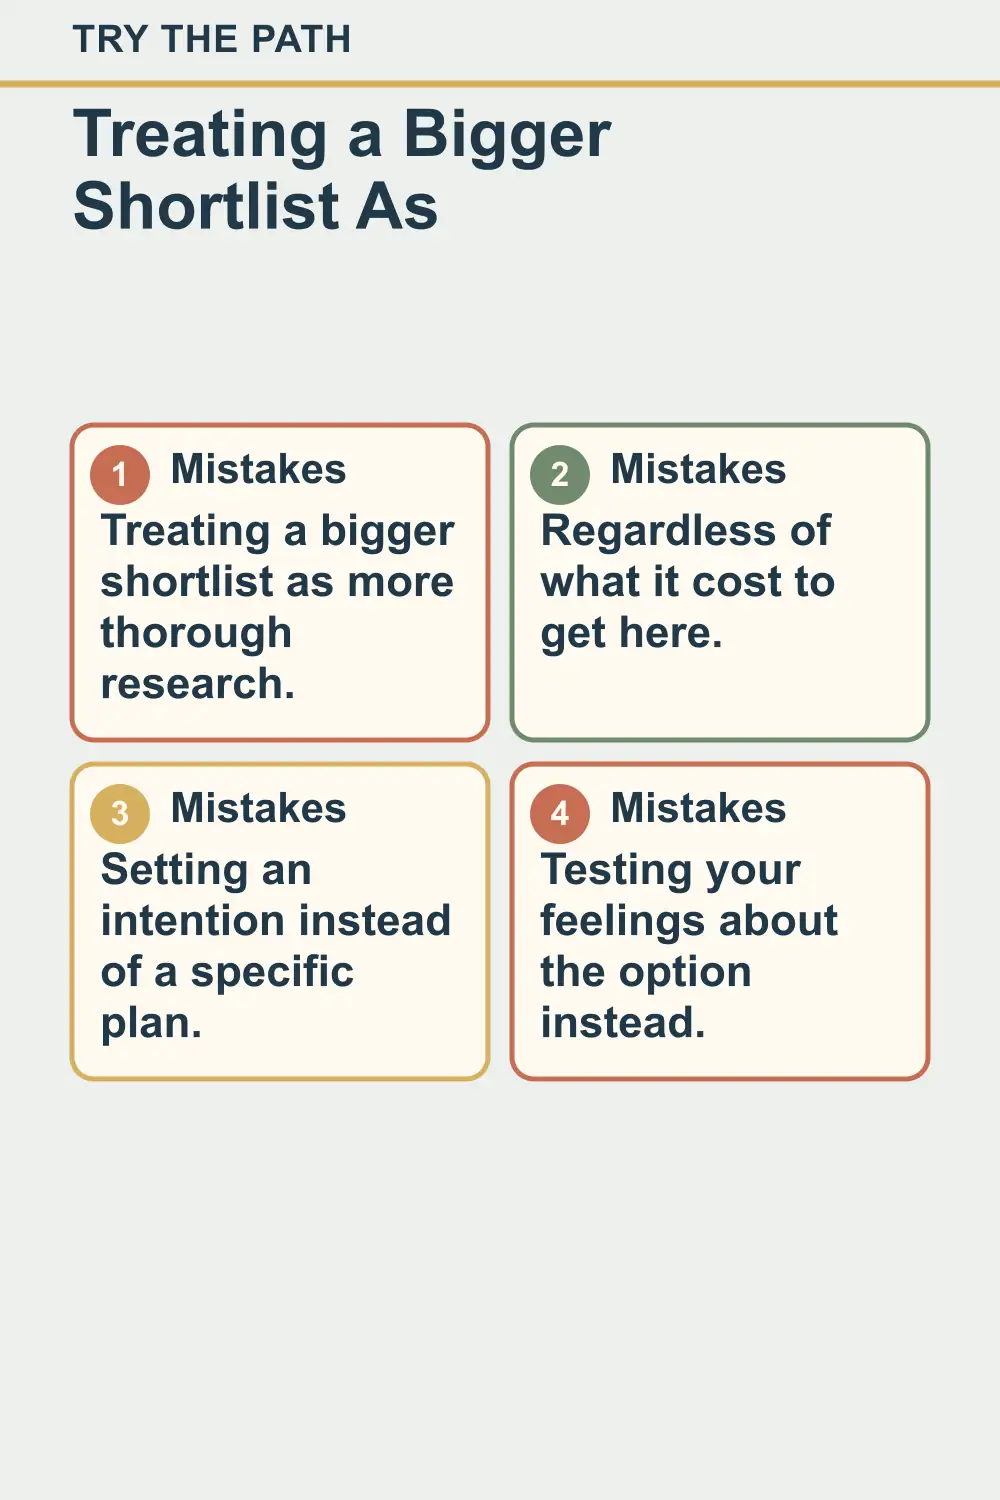 TRY THE PATH
Treating a Bigger
Shortlist As
1 Mistakes
Treating a bigger
shortlist as more
thorough
research.
2 Mistakes
Regardless of
what it cost to
get here.
3 Mistakes
Setting an
intention instead
of a specific
plan.
4 Mistakes
Testing your
feelings about
the option
instead.